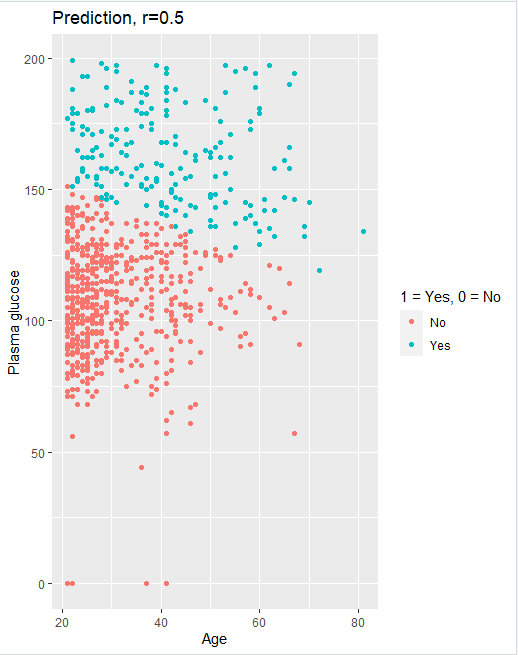 Prediction, r=0.5
200
150
100
50
0
Plasma glucose
20 40 60 80
Age
1 = Yes, 0 = No
No
Yes